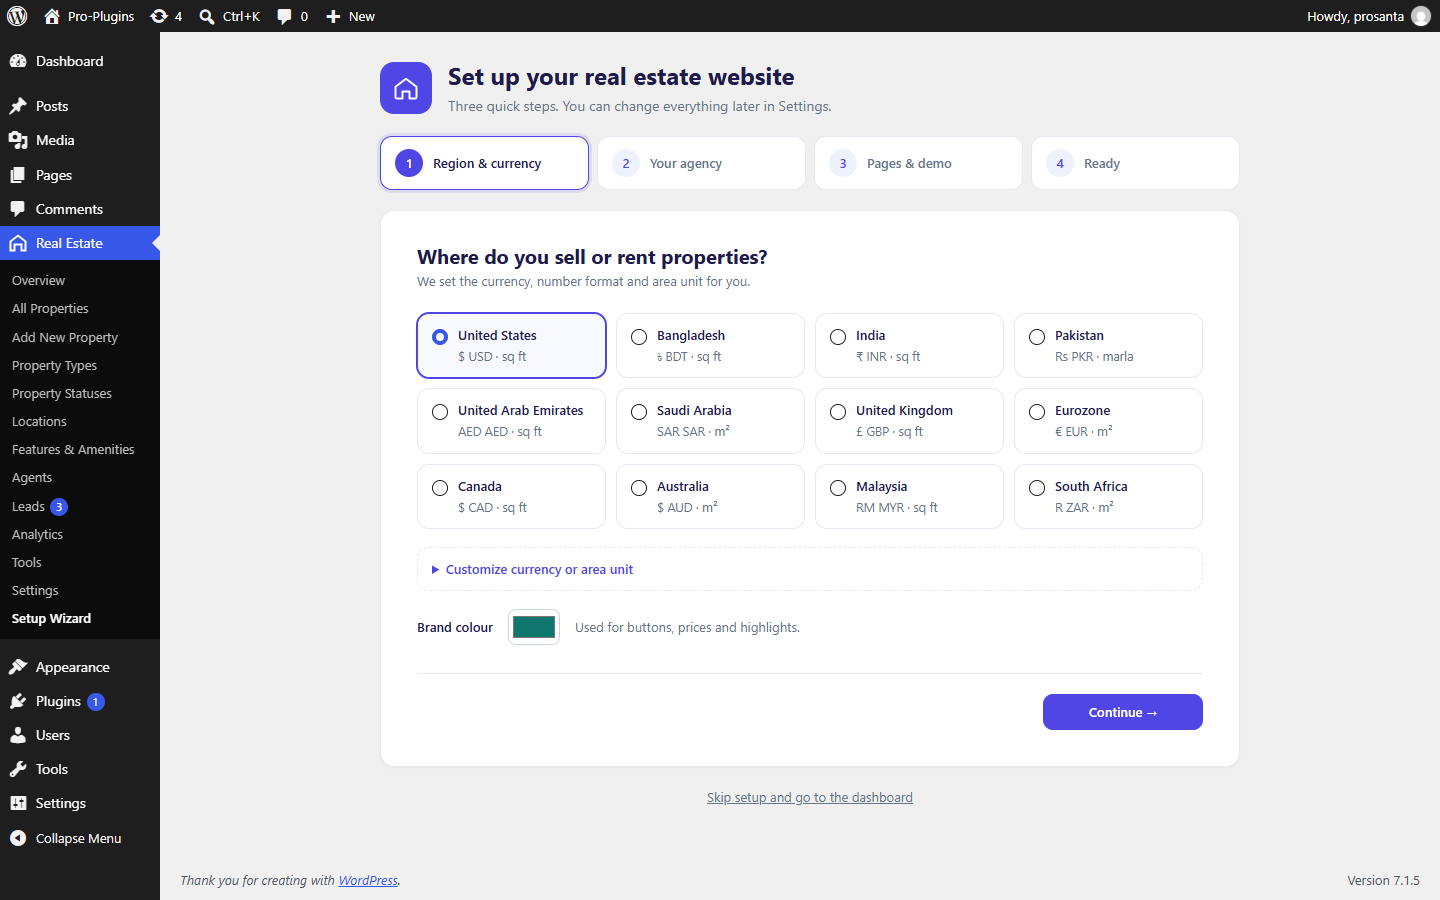 Pro-Plugins
4
Ctrl+K
0
New
Howdy, prosanta
Dashboard
Posts
Media
Pages
Comments
Real Estate
Overview
All Properties
Add New Property
Property Types
Property Statuses
Locations
Features & Amenities
Agents
Leads 3
Analytics
Tools
Settings
Setup Wizard
Appearance
Plugins 1
Users
Tools
Settings
Collapse Menu
Set up your real estate website
Three quick steps. You can change everything later in Settings.
1 Region & currency
2 Your agency
3 Pages & demo
4 Ready
Where do you sell or rent properties?
We set the currency, number format and area unit for you.
United States
$ USD · sq ft
Bangladesh
৳ BDT · sq ft
India
₹ INR · sq ft
Pakistan
Rs PKR · marla
United Arab Emirates
AED AED · sq ft
Saudi Arabia
SAR SAR · m²
United Kingdom
£ GBP · sq ft
Eurozone
€ EUR · m²
Canada
$ CAD · sq ft
Australia
$ AUD · m²
Malaysia
RM MYR · sq ft
South Africa
R ZAR · m²
▶ Customize currency or area unit
Brand colour
Used for buttons, prices and highlights.
Continue →
Skip setup and go to the dashboard
Thank you for creating with WordPress.
Version 7.1.5